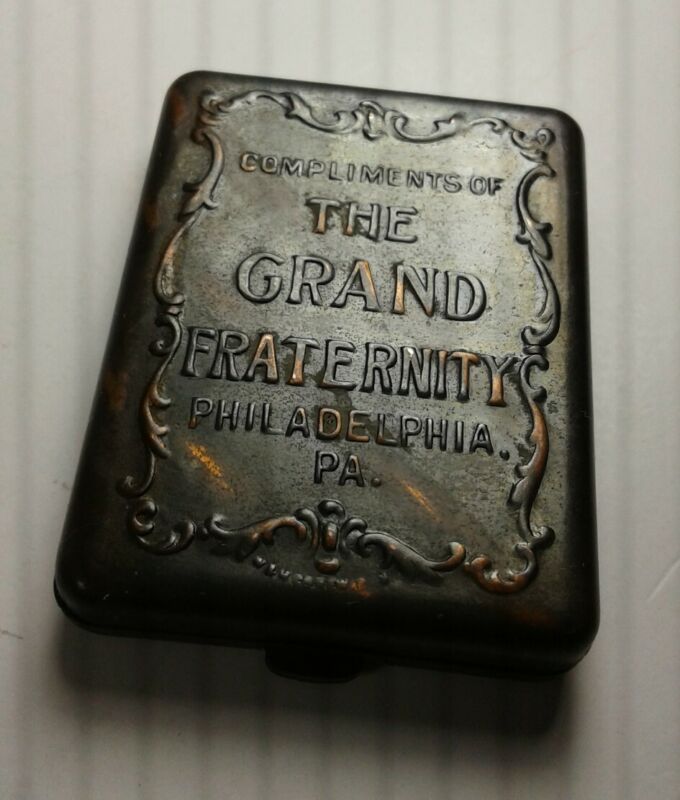 COMPLIMENTS OF
THE
GRAND
FRATERNITY
PHILADELPHIA.
PA.